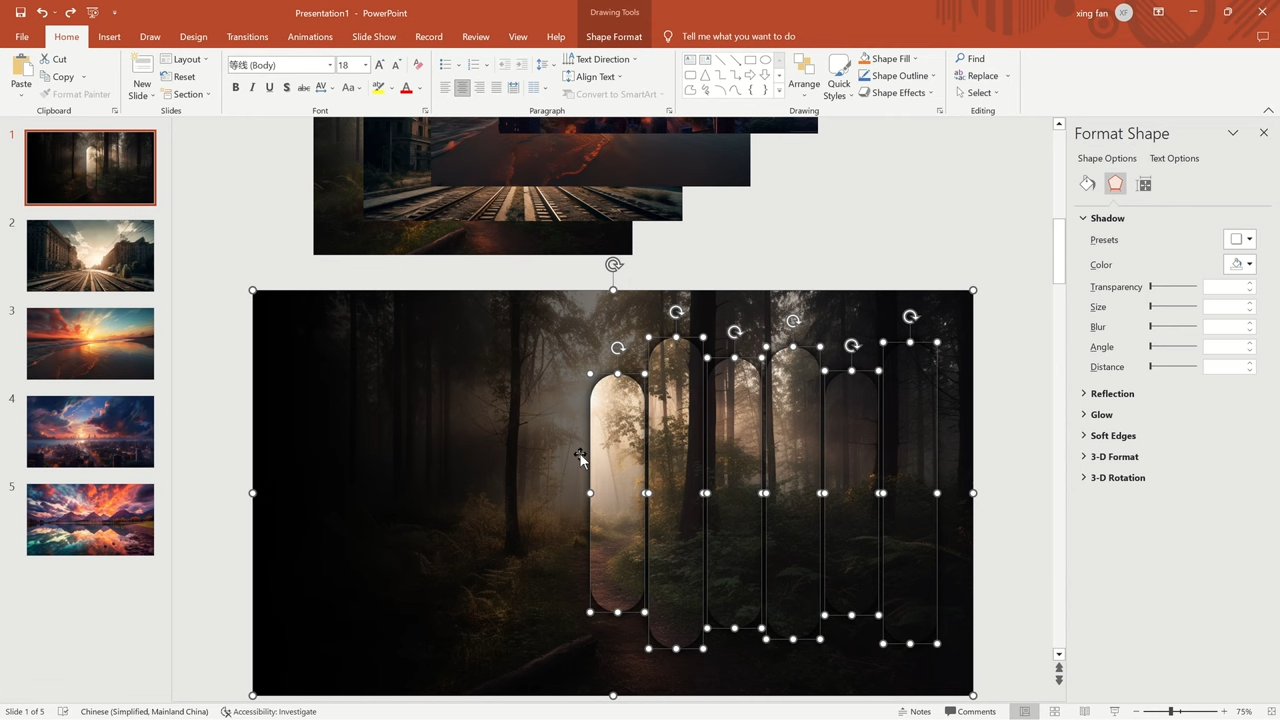 Presentation1 - PowerPoint
Drawing Tools
xing fan
XF
File
Home
Insert
Draw
Design
Transitions
Animations
Slide Show
Record
Review
View
Help
Shape Format
Tell me what you want to do
Paste
Cut
Copy
Format Painter
Clipboard
New
Slide
Layout
Reset
Section
Slides
等线 (Body)
18
B I U S abc AV Aa A
Font
Text Direction
Align Text
Convert to SmartArt
Paragraph
Arrange
Quick
Styles
Shape Fill
Shape Outline
Shape Effects
Drawing
Find
Replace
Select
Editing
1
2
3
4
5
Format Shape
Shape Options
Text Options
Shadow
Presets
Color
Transparency
Size
Blur
Angle
Distance
Reflection
Glow
Soft Edges
3-D Format
3-D Rotation
Slide 1 of 5
Chinese (Simplified, Mainland China)
Accessibility: Investigate
Notes
Comments
75%